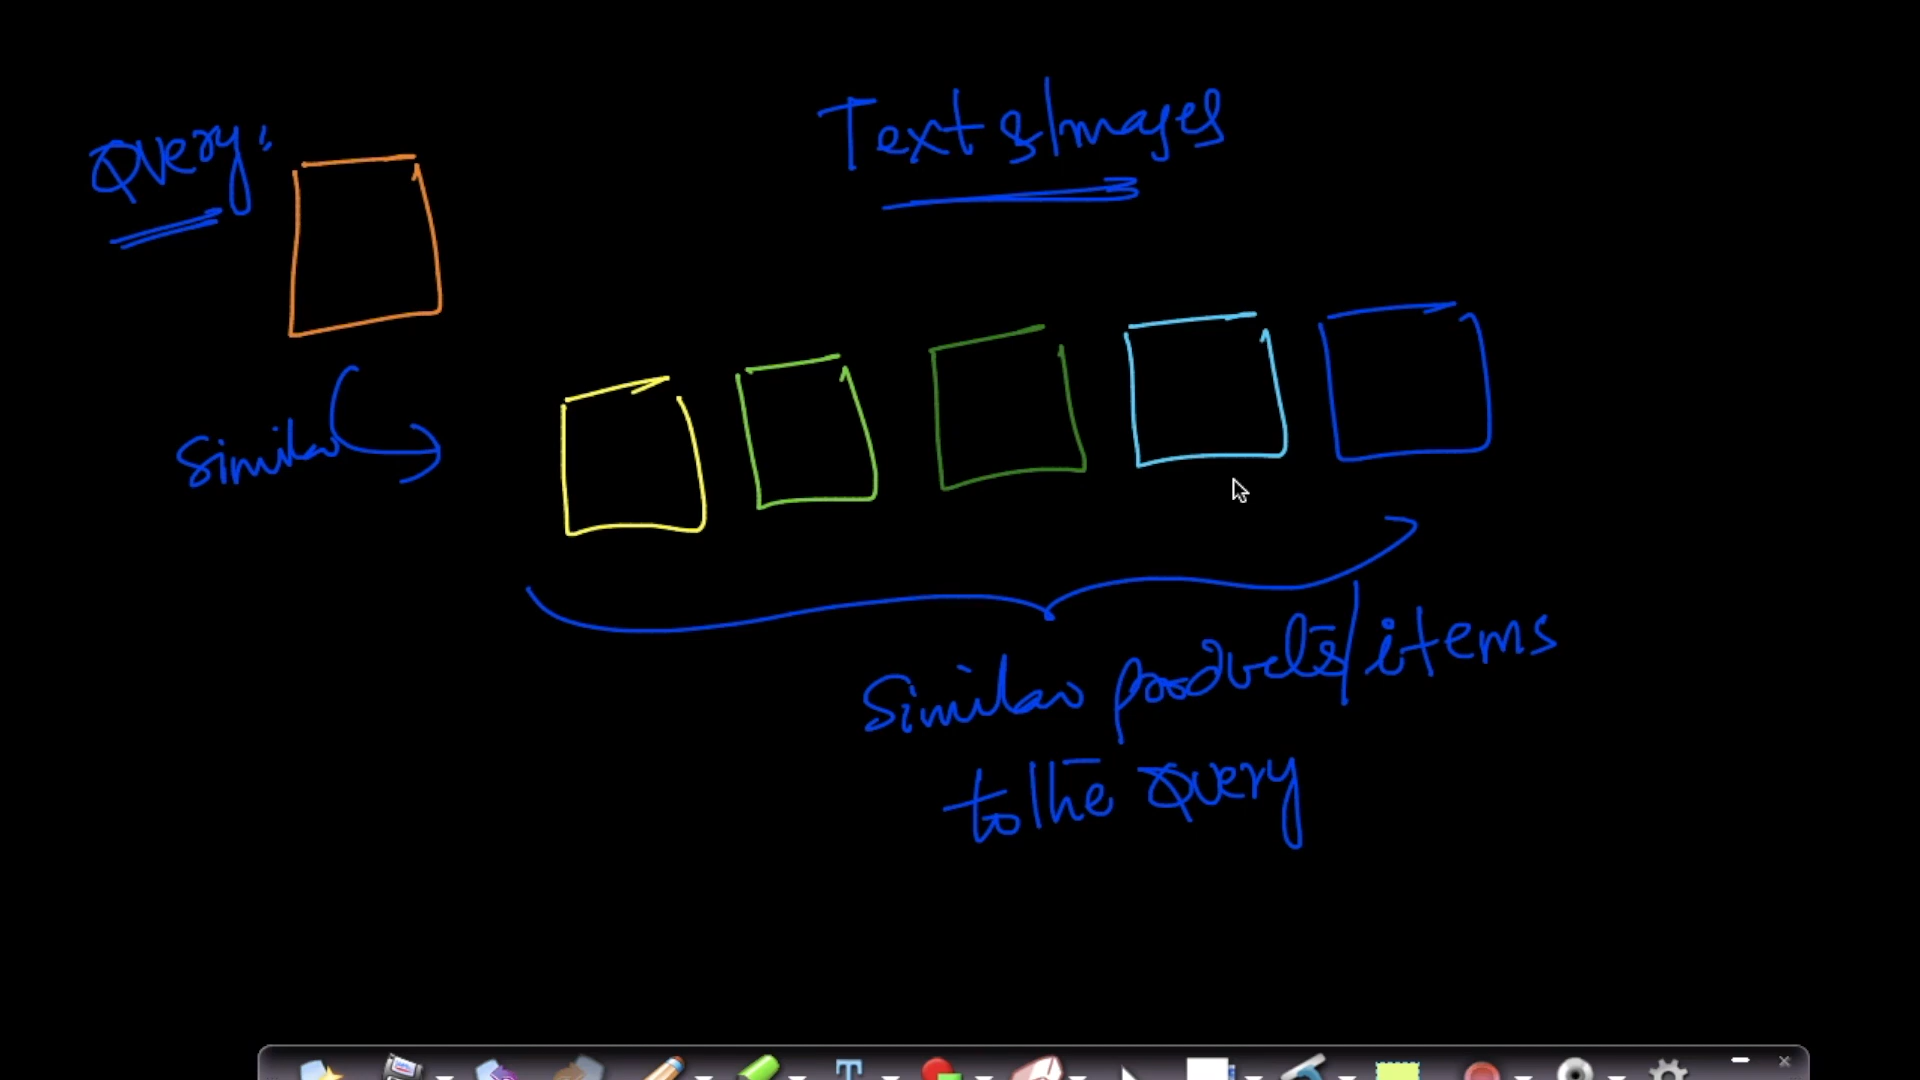 Query:
Text & Images
Similar
Similar products/items
to the Query
T